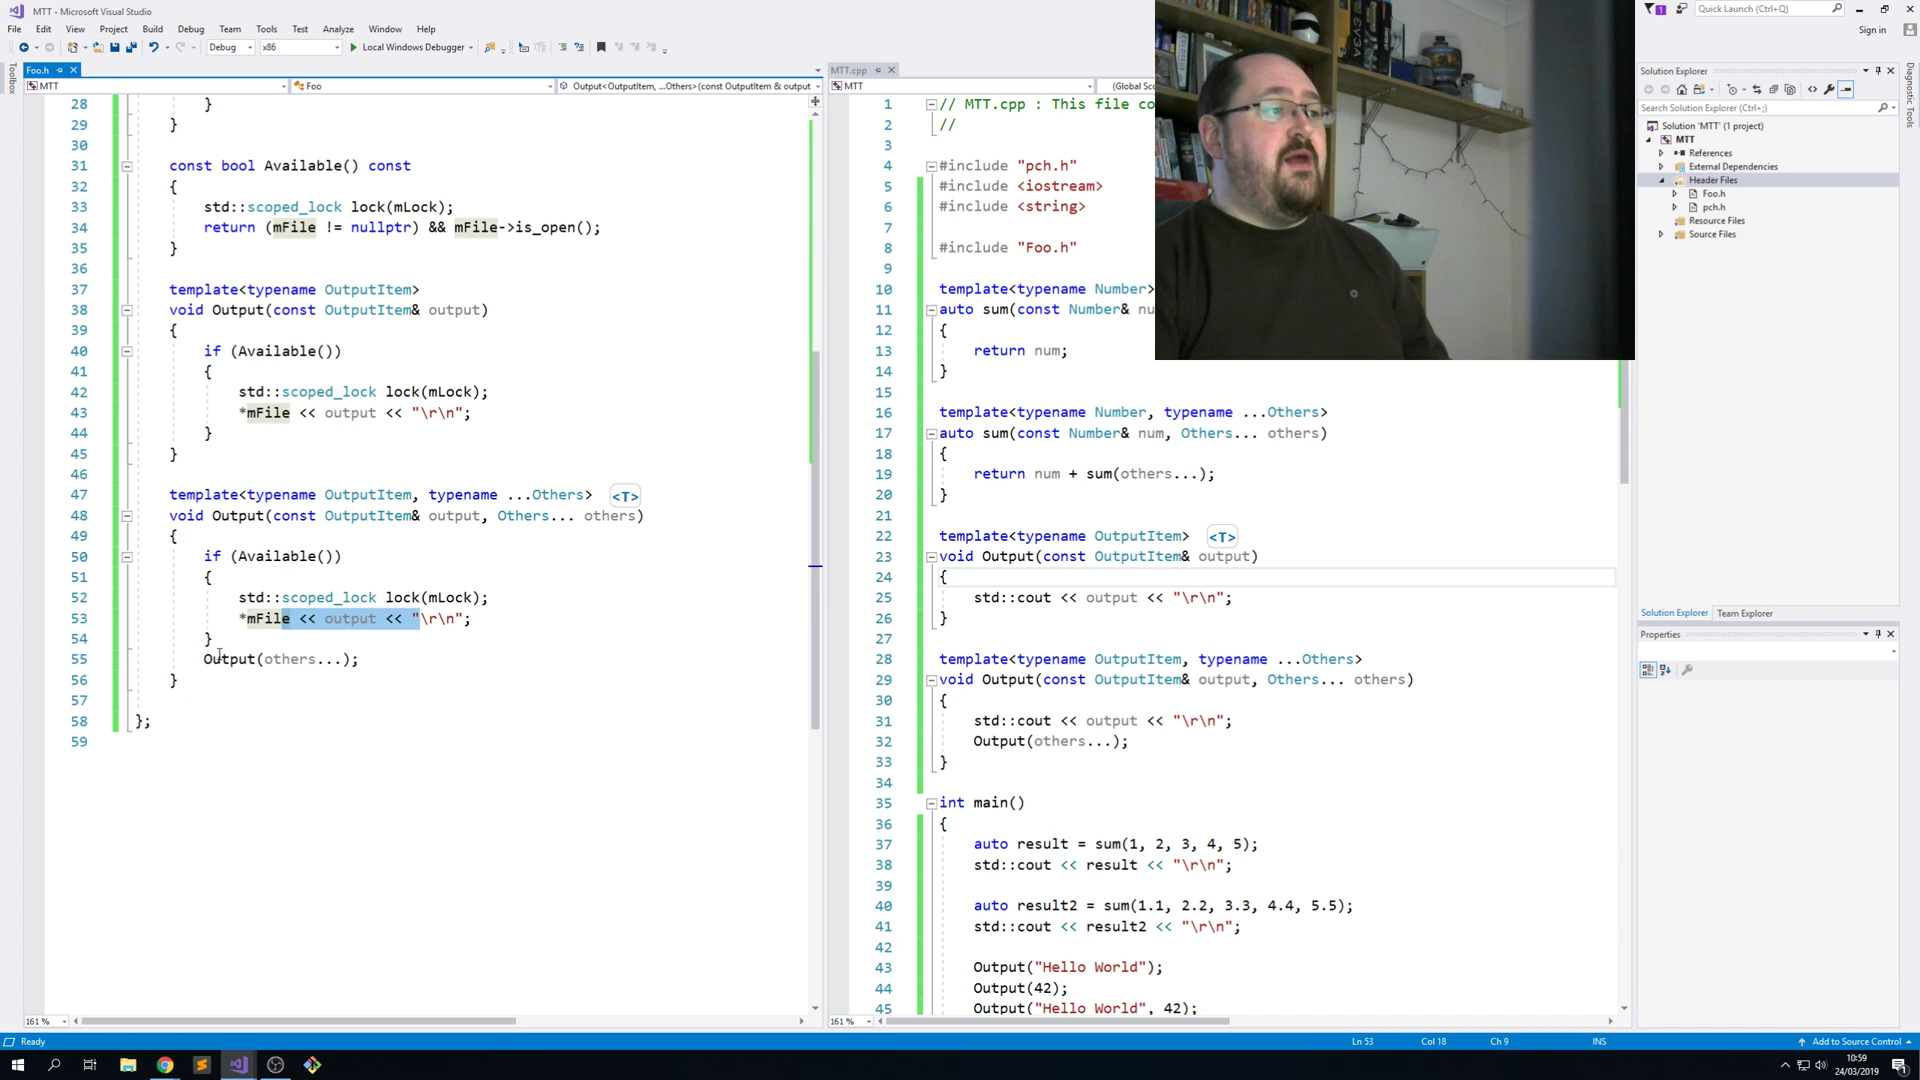 MTT - Microsoft Visual Studio
Quick Launch (Ctrl+;)
File Edit View Project Build Debug Team Tools Test Analyze Window Help
Sign in
Debug x86 Local Windows Debugger
Toolbox
Foo.h
MTT Foo Output<OutputItem, ...Others>(const OutputItem & output
28 }
29 }
30
31 const bool Available() const
32 {
33 std::scoped_lock lock(mLock);
34 return (mFile != nullptr) && mFile->is_open();
35 }
36
37 template<typename OutputItem>
38 void Output(const OutputItem& output)
39 {
40 if (Available())
41 {
42 std::scoped_lock lock(mLock);
43 *mFile << output << "\r\n";
44 }
45 }
46
47 template<typename OutputItem, typename ...Others> <T>
48 void Output(const OutputItem& output, Others... others)
49 {
50 if (Available())
51 {
52 std::scoped_lock lock(mLock);
53 *mFile << output << "\r\n";
54 }
55 Output(others...);
56 }
57
58 };
59
161 %
MTT.cpp
MTT (Global Sc
1 // MTT.cpp : This file co
2 //
3
4 #include "pch.h"
5 #include <iostream>
6 #include <string>
7
8 #include "Foo.h"
9
10 template<typename Number>
11 auto sum(const Number& nu
12 {
13 return num;
14 }
15
16 template<typename Number, typename ...Others>
17 auto sum(const Number& num, Others... others)
18 {
19 return num + sum(others...);
20 }
21
22 template<typename OutputItem> <T>
23 void Output(const OutputItem& output)
24 {
25 std::cout << output << "\r\n";
26 }
27
28 template<typename OutputItem, typename ...Others>
29 void Output(const OutputItem& output, Others... others)
30 {
31 std::cout << output << "\r\n";
32 Output(others...);
33 }
34
35 int main()
36 {
37 auto result = sum(1, 2, 3, 4, 5);
38 std::cout << result << "\r\n";
39
40 auto result2 = sum(1.1, 2.2, 3.3, 4.4, 5.5);
41 std::cout << result2 << "\r\n";
42
43 Output("Hello World");
44 Output(42);
45 Output("Hello World", 42);
161 %
Solution Explorer
Search Solution Explorer (Ctrl+;)
Solution 'MTT' (1 project)
MTT
References
External Dependencies
Header Files
Foo.h
pch.h
Resource Files
Source Files
Solution Explorer Team Explorer
Properties
Diagnostic Tools
Ready Ln 53 Col 18 Ch 9 INS Add to Source Control
10:59
24/03/2019